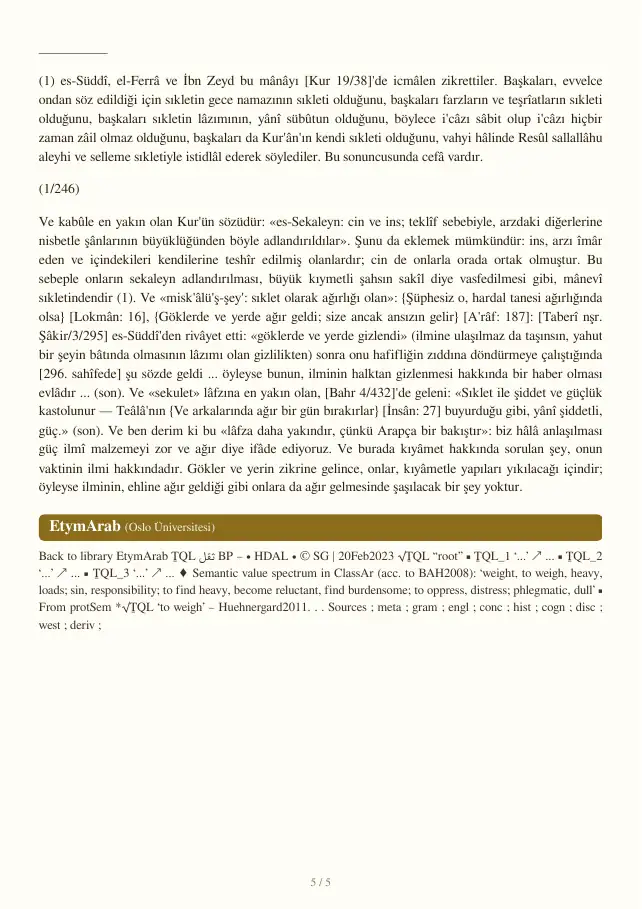 (1) es-Süddî, el-Ferrâ ve İbn Zeyd bu mânâyı [Kur 19/38]'de icmâlen zikrettiler. Başkaları, evvelce
ondan söz edildiği için sıkletin gece namazının sıkleti olduğunu, başkaları farzların ve teşrîatların sıkleti
olduğunu, başkaları sıkletin lâzımının, yânî sübûtun olduğunu, böylece i'câzı sâbit olup i'câzı hiçbir
zaman zâil olmaz olduğunu, başkaları da Kur'ân'ın kendi sıkleti olduğunu, vahyi hâlinde Resûl sallallâhu
aleyhi ve selleme sıkletiyle istidlâl ederek söylediler. Bu sonuncusunda cefâ vardır.
(1/246)
Ve kabûle en yakın olan Kur'ün sözüdür: «es-Sekaleyn: cin ve ins; teklîf sebebiyle, arzdaki diğerlerine
nisbetle şânlarının büyüklüğünden böyle adlandırıldılar». Şunu da eklemek mümkündür: ins, arzı îmâr
eden ve içindekileri kendilerine teshîr edilmiş olanlardır; cin de onlarla orada ortak olmuştur. Bu
sebeple onların sekaleyn adlandırılması, büyük kıymetli şahsın sakîl diye vasfedilmesi gibi, mânevî
sıkletindendir (1). Ve «misk'âlü'ş-şey': sıklet olarak ağırlığı olan»: {Şüphesiz o, hardal tanesi ağırlığında
olsa} [Lokmân: 16], {Göklerde ve yerde ağır geldi; size ancak ansızın gelir} [A'râf: 187]: [Taberî nşr.
Şâkir/3/295] es-Süddî'den rivâyet etti: «göklerde ve yerde gizlendi» (ilmine ulaşılmaz da taşınsın, yahut
bir şeyin bâtında olmasının lâzımı olan gizlilikten) sonra onu hafifliğin zıddına döndürmeye çalıştığında
[296. sahîfede] şu sözde geldi ... öyleyse bunun, ilminin halktan gizlenmesi hakkında bir haber olması
evlâdır ... (son). Ve «sekulet» lâfzına en yakın olan, [Bahr 4/432]'de geleni: «Sıklet ile şiddet ve güçlük
kastolunur — Teâlâ'nın {Ve arkalarında ağır bir gün bırakırlar} [İnsân: 27] buyurduğu gibi, yânî şiddetli,
güç.» (son). Ve ben derim ki bu «lâfza daha yakındır, çünkü Arapça bir bakıştır»: biz hâlâ anlaşılması
güç ilmî malzemeyi zor ve ağır diye ifâde ediyoruz. Ve burada kıyâmet hakkında sorulan şey, onun
vaktinin ilmi hakkındadır. Gökler ve yerin zikrine gelince, onlar, kıyâmetle yapıları yıkılacağı içindir;
öyleyse ilminin, ehline ağır geldiği gibi onlara da ağır gelmesinde şaşılacak bir şey yoktur.
EtymArab (Oslo Üniversitesi)
Back to library EtymArab ṮQL ثقل BP – • HDAL • © SG | 20Feb2023 √ṮQL “root” ▪ ṮQL_1 ‘...’ ↗ ... ▪ ṮQL_2
‘...’ ↗ ... ▪ ṮQL_3 ‘...’ ↗ ... ♦ Semantic value spectrum in ClassAr (acc. to BAH2008): ‘weight, to weigh, heavy,
loads; sin, responsibility; to find heavy, become reluctant, find burdensome; to oppress, distress; phlegmatic, dull’ ▪
From protSem *√ṮQL ‘to weigh’ – Huehnergard2011. . . Sources ; meta ; gram ; engl ; conc ; hist ; cogn ; disc ;
west ; deriv ;
5 / 5